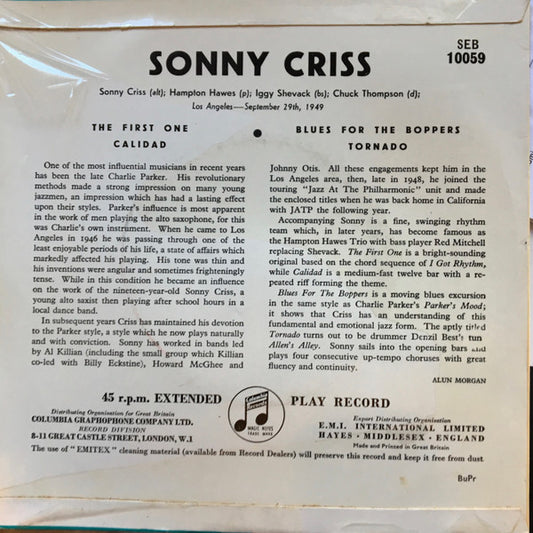 SONNY CRISS
SEB
10059
Sonny Criss (alt); Hampton Hawes (p); Iggy Shevack (bs); Chuck Thompson (d);
Los Angeles—September 29th, 1949
THE FIRST ONE
CALIDAD
BLUES FOR THE BOPPERS
TORNADO
One of the most influential musicians in recent years
has been the late Charlie Parker. His revolutionary
methods made a strong impression on many young
jazzmen, an impression which has had a lasting effect
upon their styles. Parker's influence is most apparent
in the work of men playing the alto saxophone, for this
was Charlie's own instrument. When he came to Los
Angeles in 1946 he was passing through one of the
least enjoyable periods of his life, a state of affairs which
markedly affected his playing. His tone was thin and
his inventions were angular and sometimes frighteningly
tense. While in this condition he became an influence
on the work of the nineteen-year-old Sonny Criss, a
young alto saxist then playing after school hours in a
local dance band.
In subsequent years Criss has maintained his devotion
to the Parker style, a style which he now plays naturally
and with conviction. Sonny has worked in bands led
by Al Killian (including the small group which Killian
co-led with Billy Eckstine), Howard McGhee and
Johnny Otis. All these engagements kept him in the
Los Angeles area, then, late in 1948, he joined the
touring "Jazz At The Philharmonic" unit and made
the enclosed titles when he was back home in California
with JATP the following year.
Accompanying Sonny is a fine, swinging rhythm
team which, in later years, has become famous as
the Hampton Hawes Trio with bass player Red Mitchell
replacing Shevack. The First One is a bright-sounding
original based on the chord sequence of I Got Rhythm,
while Calidad is a medium-fast twelve bar with a re-
peated riff forming the theme.
Blues For The Boppers is a moving blues excursion
in the same style as Charlie Parker's Parker's Mood;
it shows that Criss has an understanding of this
fundamental and emotional jazz form. The aptly titled
Tornado turns out to be drummer Denzil Best's tun
Allen's Alley. Sonny sails into the opening bars and
plays four consecutive up-tempo choruses with great
fluency and continuity.
ALUN MORGAN
45 r.p.m. EXTENDED PLAY RECORD
Columbia
Records
MAGIC NOTES
TRADE MARK
Distributing Organisation for Great Britain
COLUMBIA GRAPHOPHONE COMPANY LTD.
RECORD DIVISION
8-11 GREAT CASTLE STREET, LONDON, W.1
Export Distributing Organisation
E.M.I. INTERNATIONAL LIMITED
HAYES • MIDDLESEX • ENGLAND
Made and Printed in Great Britain
The use of "EMITEX" cleaning material (available from Record Dealers) will preserve this record and keep it free from dust
BuPr